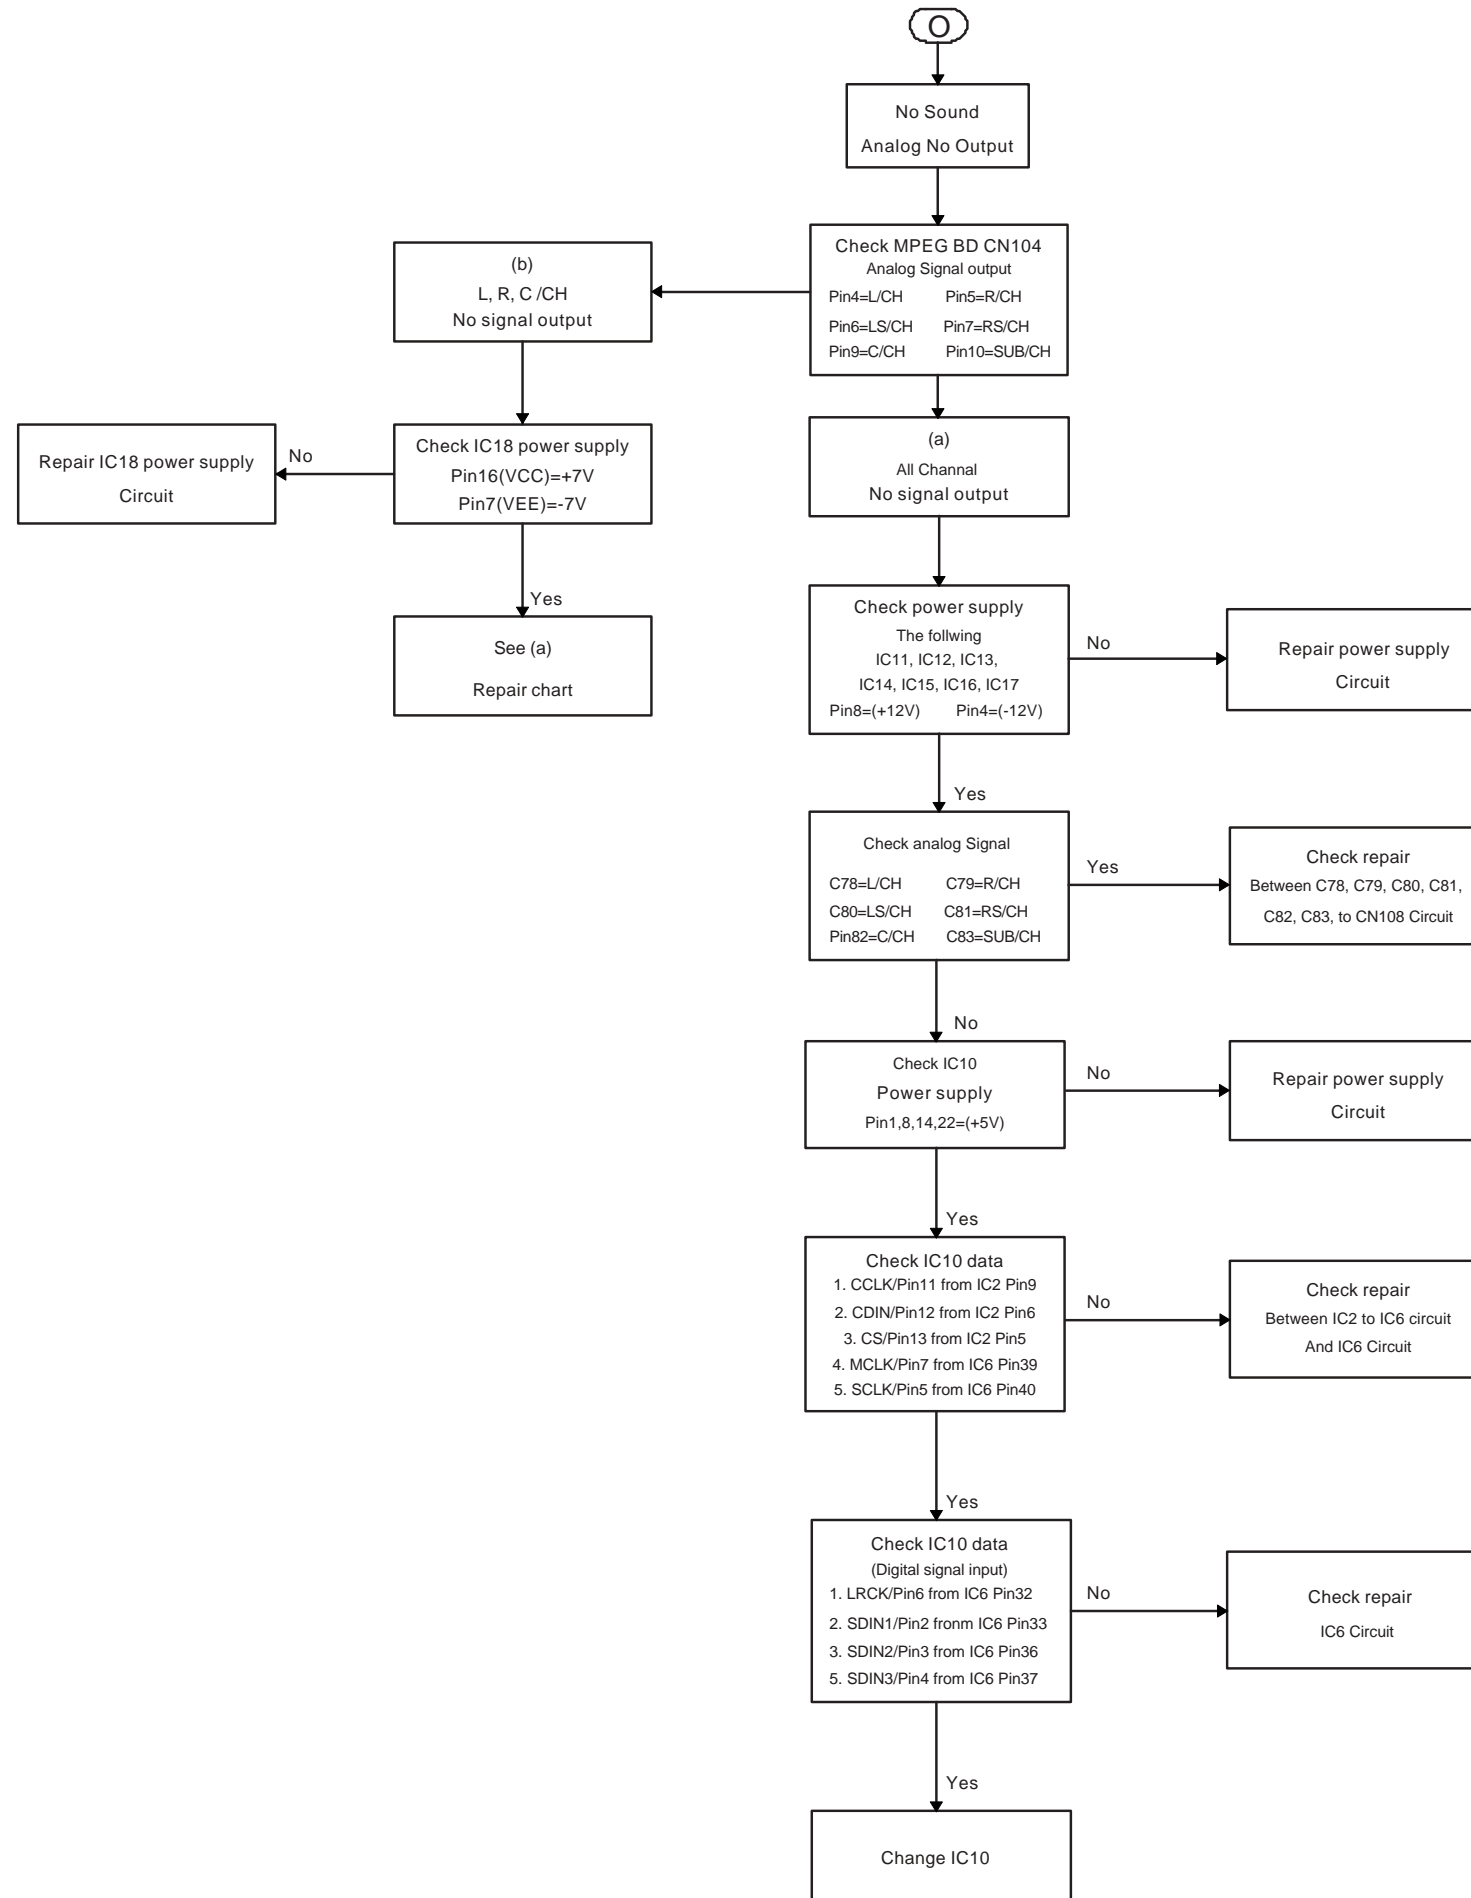 O
No Sound
Analog No Output
Check MPEG BD CN104
Analog Signal output
Pin4=L/CH Pin5=R/CH
Pin6=LS/CH Pin7=RS/CH
Pin9=C/CH Pin10=SUB/CH
(b)
L, R, C /CH
No signal output
Check IC18 power supply
Pin16(VCC)=+7V
Pin7(VEE)=-7V
No
Repair IC18 power supply
Circuit
Yes
See (a)
Repair chart
(a)
All Channal
No signal output
Check power supply
The follwing
IC11, IC12, IC13,
IC14, IC15, IC16, IC17
Pin8=(+12V) Pin4=(-12V)
No
Repair power supply
Circuit
Yes
Check analog Signal
C78=L/CH C79=R/CH
C80=LS/CH C81=RS/CH
Pin82=C/CH C83=SUB/CH
Yes
Check repair
Between C78, C79, C80, C81,
C82, C83, to CN108 Circuit
No
Check IC10
Power supply
Pin1,8,14,22=(+5V)
No
Repair power supply
Circuit
Yes
Check IC10 data
1. CCLK/Pin11 from IC2 Pin9
2. CDIN/Pin12 from IC2 Pin6
3. CS/Pin13 from IC2 Pin5
4. MCLK/Pin7 from IC6 Pin39
5. SCLK/Pin5 from IC6 Pin40
No
Check repair
Between IC2 to IC6 circuit
And IC6 Circuit
Yes
Check IC10 data
(Digital signal input)
1. LRCK/Pin6 from IC6 Pin32
2. SDIN1/Pin2 fronm IC6 Pin33
3. SDIN2/Pin3 from IC6 Pin36
5. SDIN3/Pin4 from IC6 Pin37
No
Check repair
IC6 Circuit
Yes
Change IC10